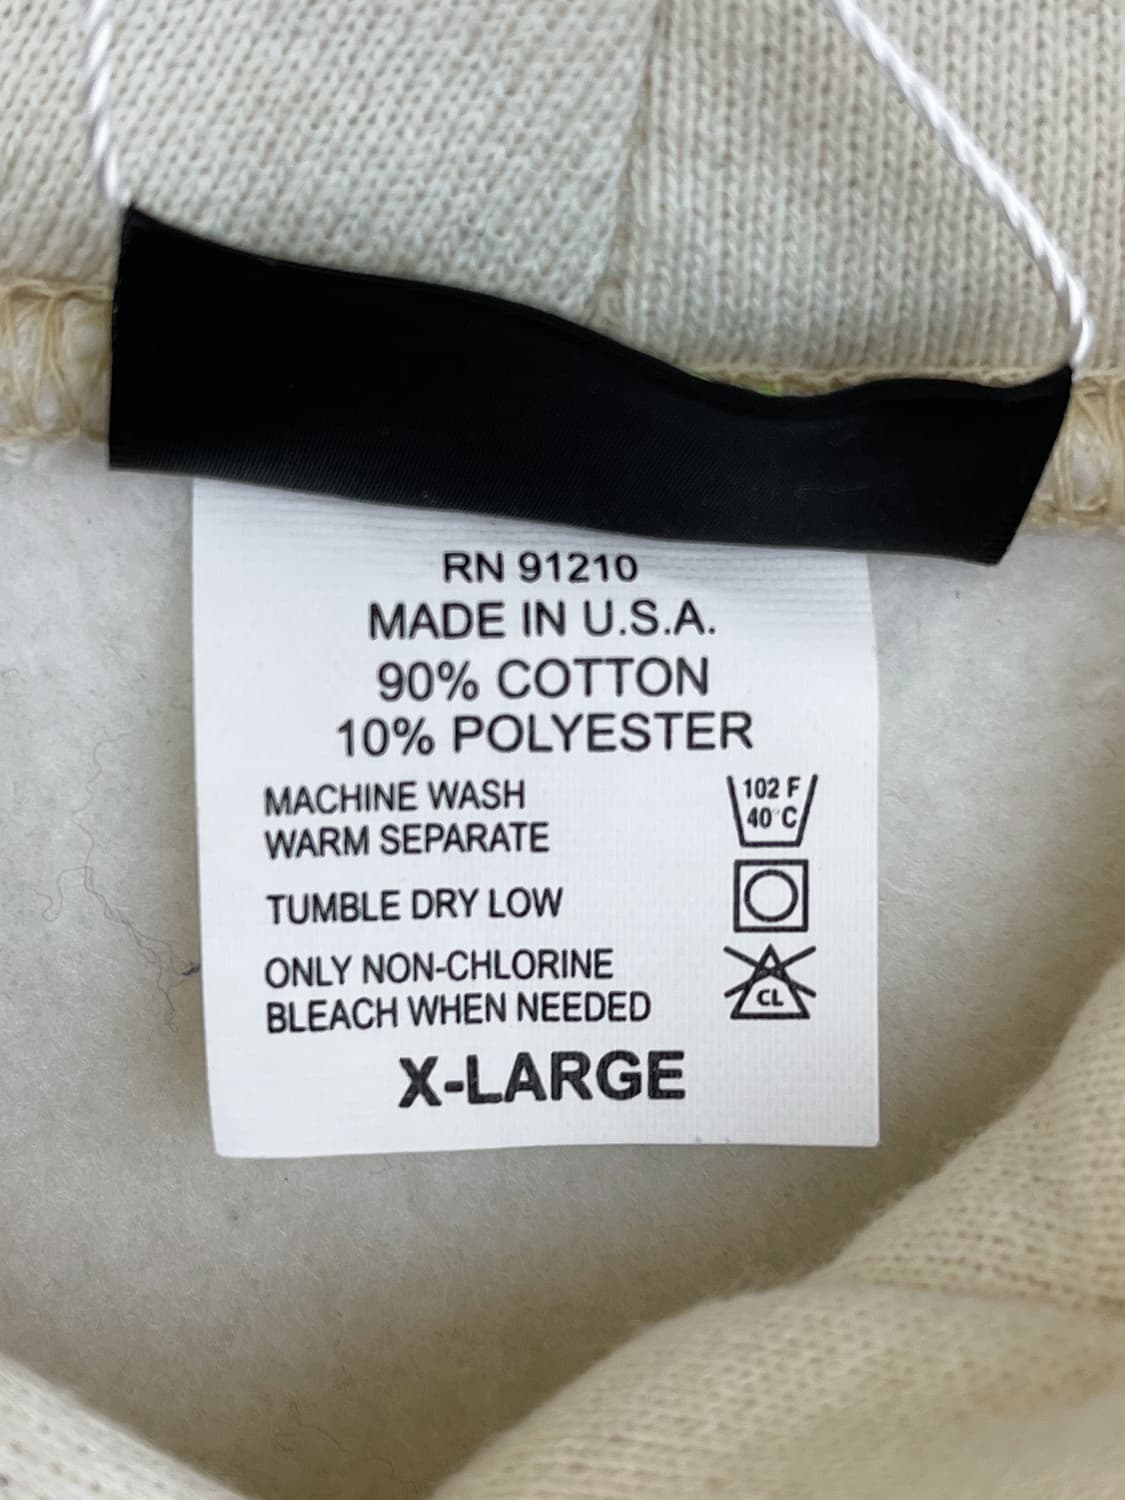 RN 91210
MADE IN U.S.A.
90% COTTON
10% POLYESTER
MACHINE WASH
WARM SEPARATE
102 F
40°C
TUMBLE DRY LOW
ONLY NON-CHLORINE
BLEACH WHEN NEEDED
CL
X-LARGE